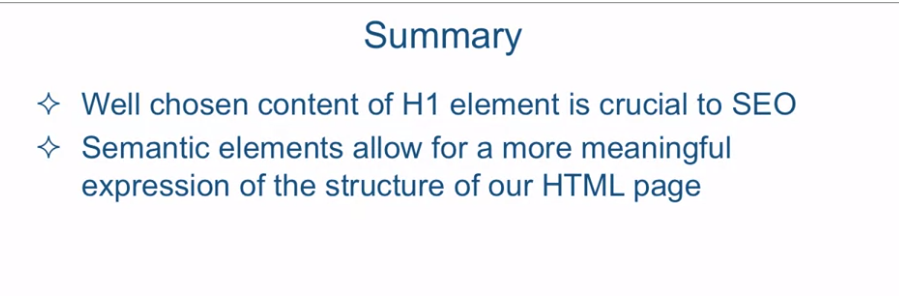 Summary
✧ Well chosen content of H1 element is crucial to SEO
✧ Semantic elements allow for a more meaningful
expression of the structure of our HTML page